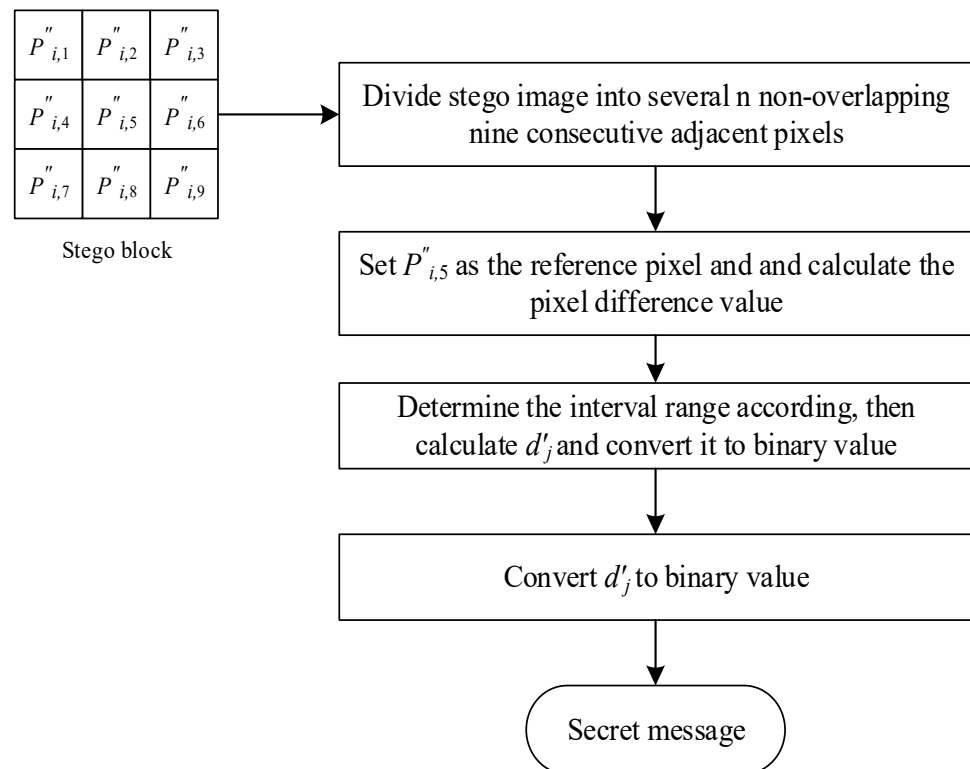 P″i,1 P″i,2 P″i,3
P″i,4 P″i,5 P″i,6
P″i,7 P″i,8 P″i,9
Stego block
Divide stego image into several n non-overlapping
nine consecutive adjacent pixels
Set P″i,5 as the reference pixel and and calculate the
pixel difference value
Determine the interval range according, then
calculate d′j and convert it to binary value
Convert d′j to binary value
Secret message